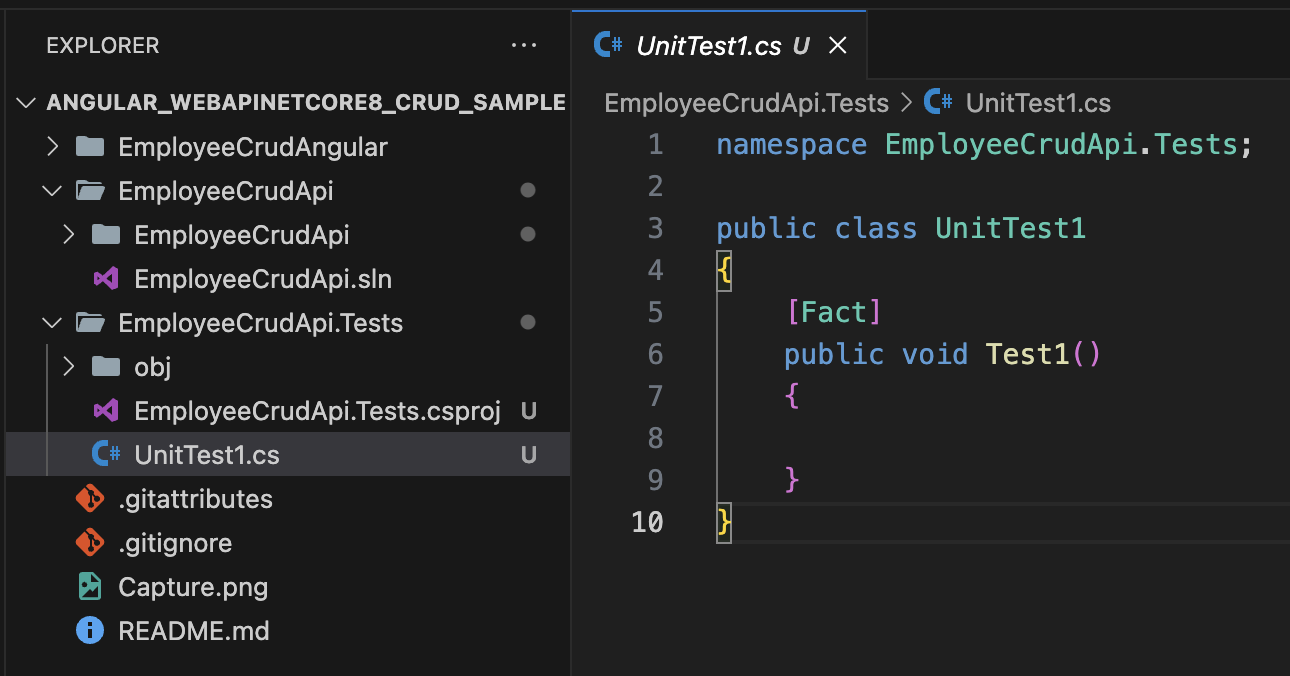 EXPLORER ...
ANGULAR_WEBAPINETCORE8_CRUD_SAMPLE
EmployeeCrudAngular
EmployeeCrudApi
EmployeeCrudApi
EmployeeCrudApi.sln
EmployeeCrudApi.Tests
obj
EmployeeCrudApi.Tests.csproj U
C# UnitTest1.cs U
.gitattributes
.gitignore
Capture.png
README.md
C# UnitTest1.cs U
EmployeeCrudApi.Tests > C# UnitTest1.cs
1 namespace EmployeeCrudApi.Tests;
2
3 public class UnitTest1
4 {
5     [Fact]
6     public void Test1()
7     {
8
9     }
10 }